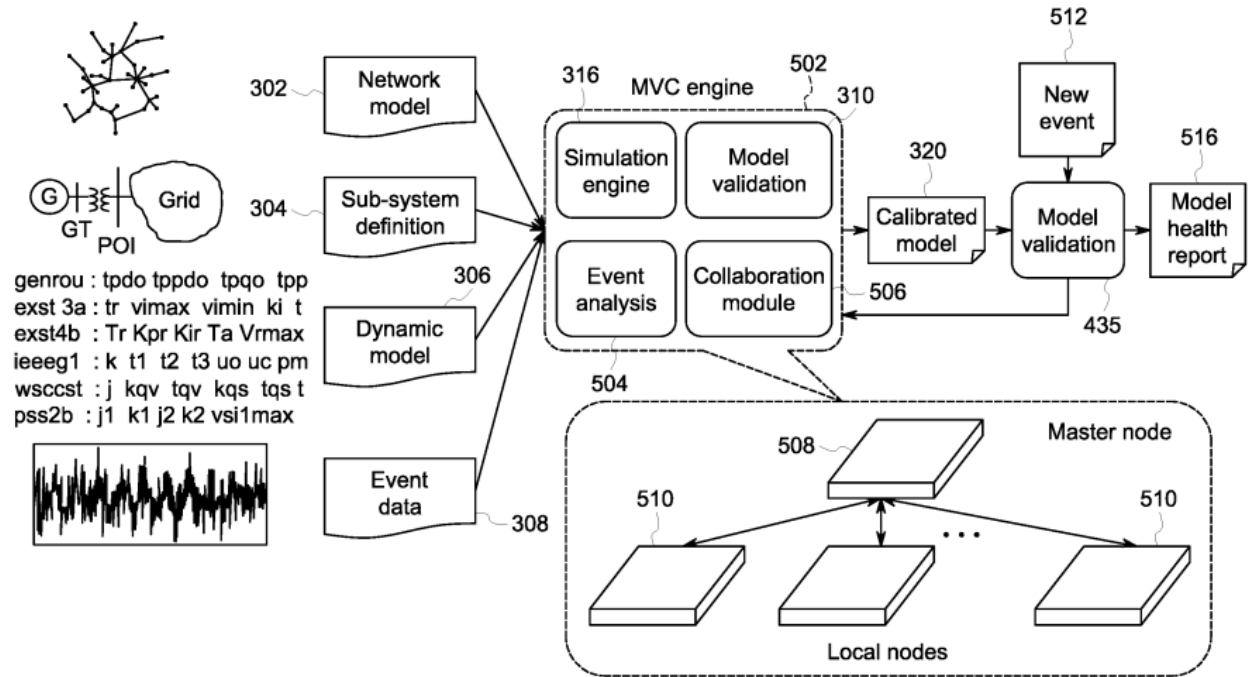 302
Network
model
G
GT
POI
Grid
304
Sub-system
definition
genrou : tpdo tppdo tpqo tpp
exst 3a : tr vimax vimin ki t
exst4b : Tr Kpr Kir Ta Vrmax
ieeeg1 : k t1 t2 t3 uo uc pm
wsccst : j kqv tqv kqs tqs t
pss2b : j1 k1 j2 k2 vsi1max
306
Dynamic
model
Event
data
308
MVC engine
502
316
310
Simulation
engine
Model
validation
Event
analysis
Collaboration
module
504
506
320
Calibrated
model
512
New
event
Model
validation
435
516
Model
health
report
508
Master node
510
...
510
Local nodes